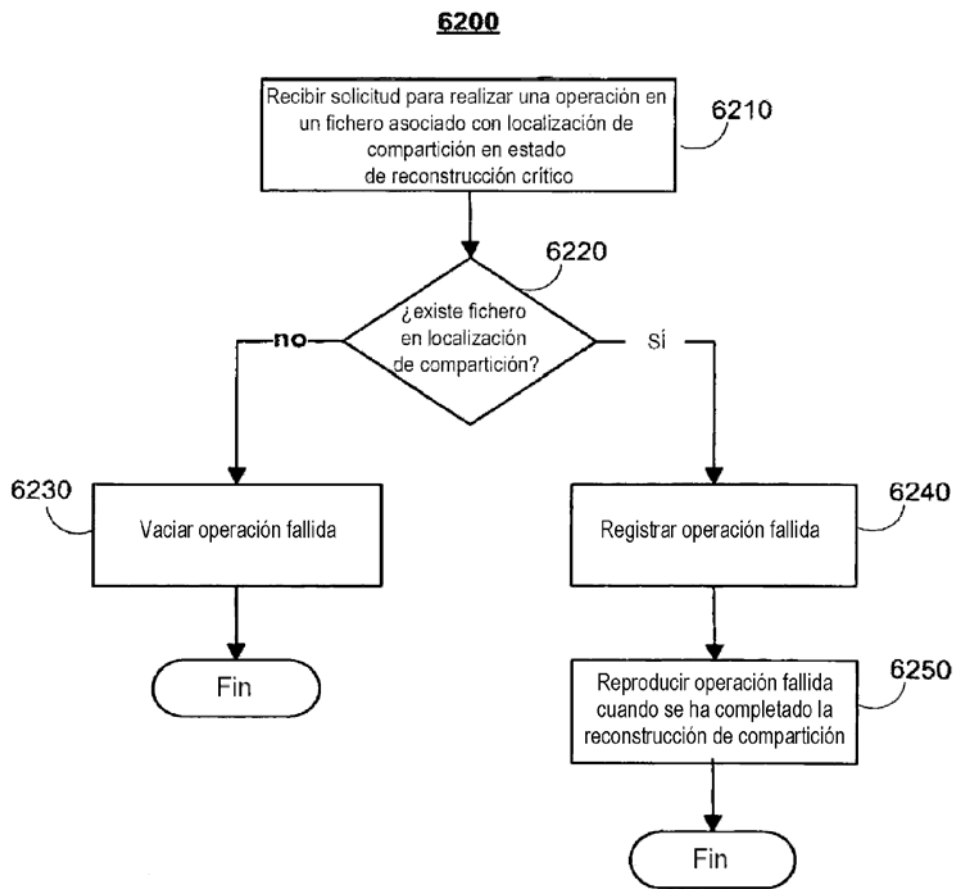 6200
Recibir solicitud para realizar una operación en
un fichero asociado con localización de
compartición en estado
de reconstrucción crítico
6210
6220
¿existe fichero
en localización
de compartición?
no
sí
6230
Vaciar operación fallida
6240
Registrar operación fallida
Fin
6250
Reproducir operación fallida
cuando se ha completado la
reconstrucción de compartición
Fin